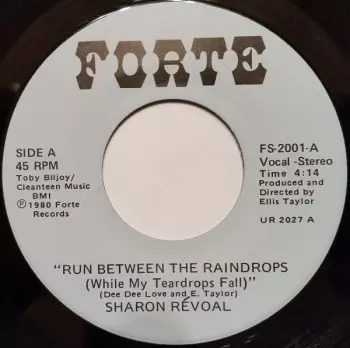 FORTE
SIDE A
45 RPM
Toby Biljoy/
Cleanteen Music
BMI
Ⓟ 1980 Forte
Records
FS-2001-A
Vocal -Stereo
Time 4:14
Produced and
Directed by
Ellis Taylor
UR 2027 A
"RUN BETWEEN THE RAINDROPS
(While My Teardrops Fall)"
(Dee Dee Love and E. Taylor)
SHARON REVOAL